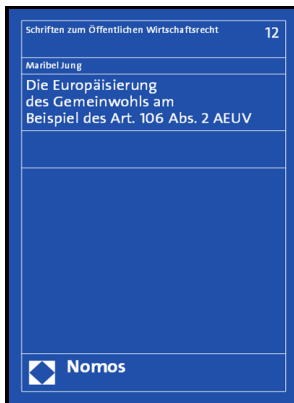 Schriften zum Öffentlichen Wirtschaftsrecht 12
Maribel Jung
Die Europäisierung
des Gemeinwohls am
Beispiel des Art. 106 Abs. 2 AEUV
Nomos